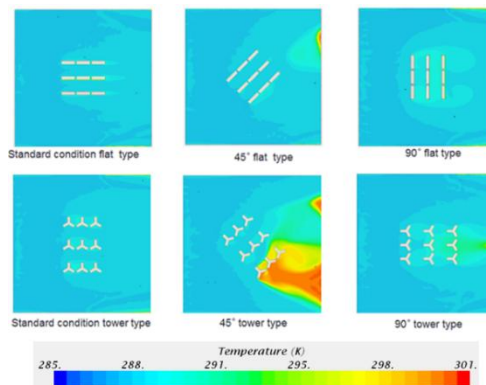 Standard condition flat type
45˚ flat type
90˚ flat type
Standard condition tower type
45˚ tower type
90˚ tower type
Temperature (K)
285. 288. 291. 295. 298. 301.